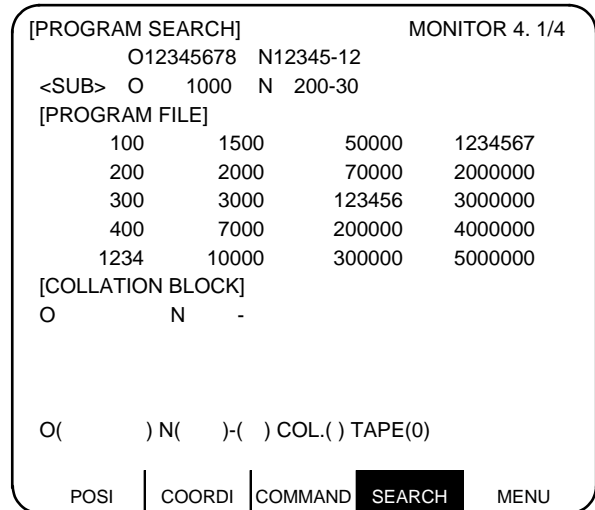 [PROGRAM SEARCH] MONITOR 4. 1/4
O12345678 N12345-12
<SUB> O 1000 N 200-30
[PROGRAM FILE]
100 1500 50000 1234567
200 2000 70000 2000000
300 3000 123456 3000000
400 7000 200000 4000000
1234 10000 300000 5000000
[COLLATION BLOCK]
O N -
O( ) N( )-( ) COL.( ) TAPE(0)
POSI COORDI COMMAND SEARCH MENU